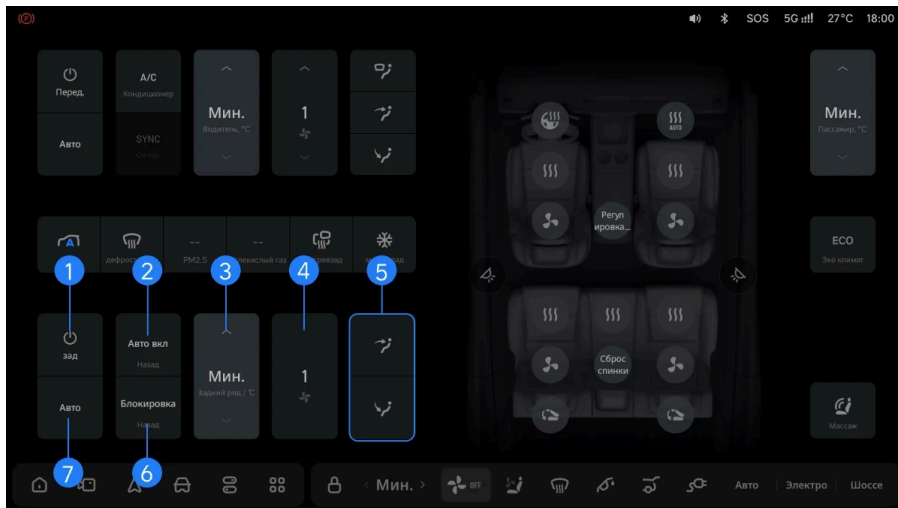 SOS 5G 27°C 18:00
Перед.
Авто
A/C
Кондиционер
SYNC
Синхр.
Мин.
Водитель, °C
1
AUTO
Мин.
Пассажир, °C
Регул
ировка...
A
-- PM2.5
--
ECO
Эко климат
1 2 3 4 5
зад
Авто вкл
Назад
Мин.
Задний ряд / °C
1
Сброс
спинки
Авто
Блокировка
Назад
Массаж
7 6
Мин.
OFF
Авто
Электро
Шоссе